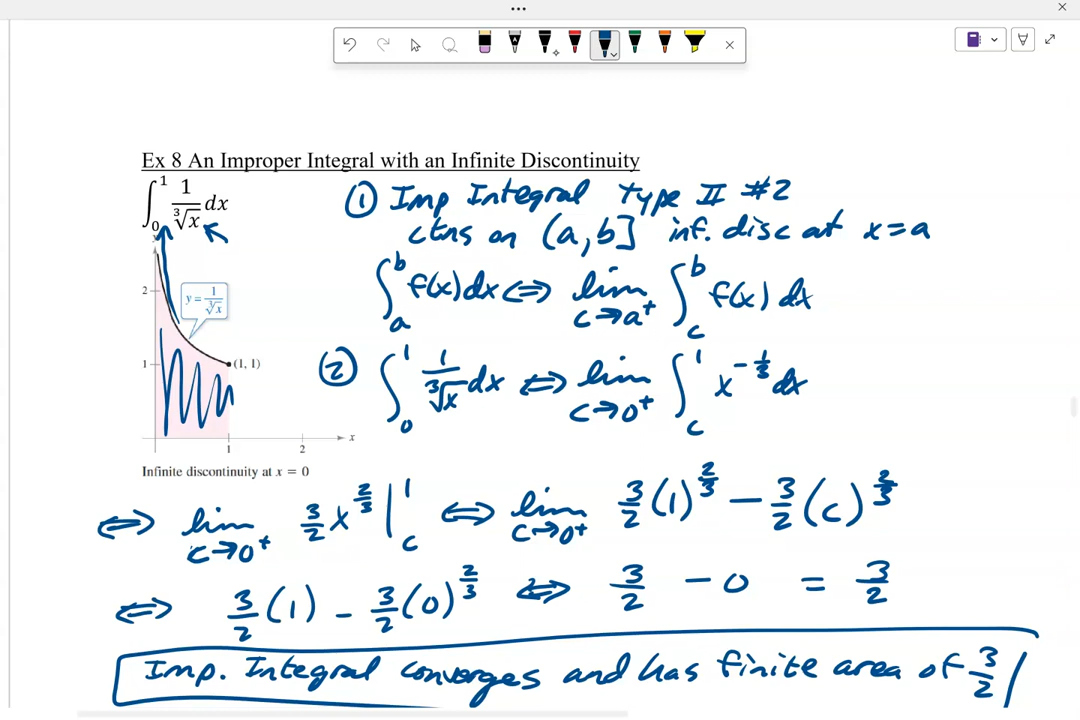 Ex 8 An Improper Integral with an Infinite Discontinuity
∫₀¹ 1/∛x dx
① Imp Integral Type II #2
ctns on (a, b] inf. disc at x = a
∫ₐᵇ f(x) dx ⇔ lim c→a⁺ ∫_c^b f(x) dx
y
2
y = 1/∛x
1
(1, 1)
1 2 x
Infinite discontinuity at x = 0
② ∫₀¹ 1/∛x dx ⇔ lim c→0⁺ ∫_c^1 x^(-1/3) dx
⇔ lim c→0⁺ 3/2 x^(2/3) |_c^1 ⇔ lim c→0⁺ 3/2 (1)^(2/3) − 3/2 (c)^(2/3)
⇔ 3/2 (1) − 3/2 (0)^(2/3) ⇔ 3/2 − 0 = 3/2
Imp. Integral converges and has finite area of 3/2